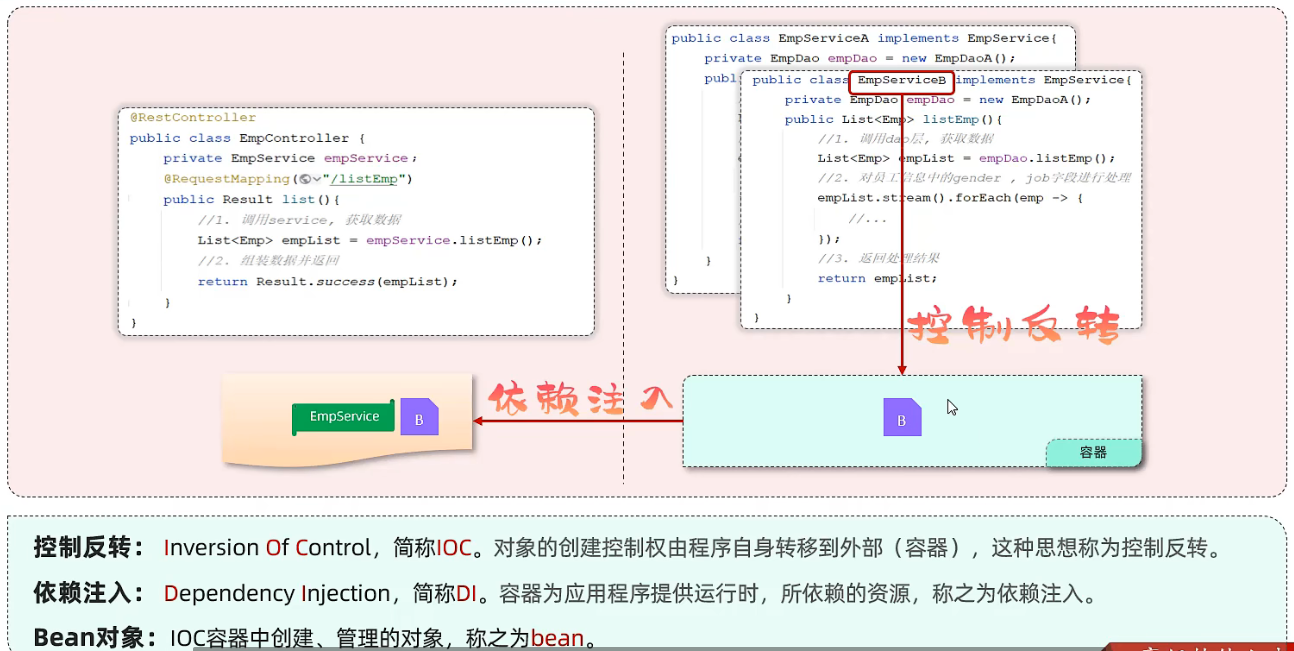 @RestController
public class EmpController {
private EmpService empService;
@RequestMapping("/listEmp")
public Result list(){
//1. 调用service, 获取数据
List<Emp> empList = empService.listEmp();
//2. 组装数据并返回
return Result.success(empList);
}
}
public class EmpServiceA implements EmpService{
private EmpDao empDao = new EmpDaoA();
publ
}
}
public class EmpServiceB implements EmpService{
private EmpDao empDao = new EmpDaoA();
public List<Emp> listEmp(){
//1. 调用dao层, 获取数据
List<Emp> empList = empDao.listEmp();
//2. 对员工信息中的gender , job字段进行处理
empList.stream().forEach(emp -> {
//...
});
//3. 返回处理结果
return empList;
}
}
控制反转
依赖注入
EmpService
B
B
容器
控制反转: Inversion Of Control，简称IOC。对象的创建控制权由程序自身转移到外部（容器），这种思想称为控制反转。
依赖注入: Dependency Injection，简称DI。容器为应用程序提供运行时，所依赖的资源，称之为依赖注入。
Bean对象: IOC容器中创建、管理的对象，称之为bean。